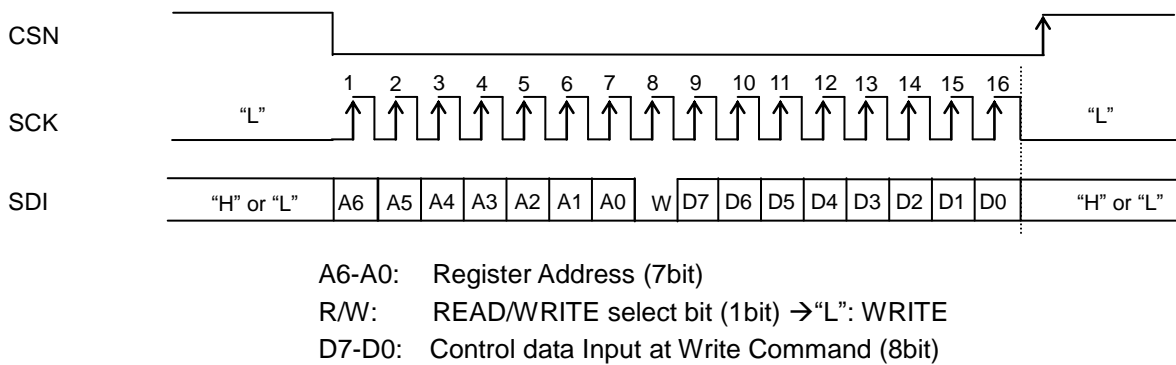 CSN
1 2 3 4 5 6 7 8 9 10 11 12 13 14 15 16
SCK “L” “L”
SDI “H” or “L” A6 A5 A4 A3 A2 A1 A0 W D7 D6 D5 D4 D3 D2 D1 D0 “H” or “L”
A6-A0: Register Address (7bit)
R/W: READ/WRITE select bit (1bit) →“L”: WRITE
D7-D0: Control data Input at Write Command (8bit)